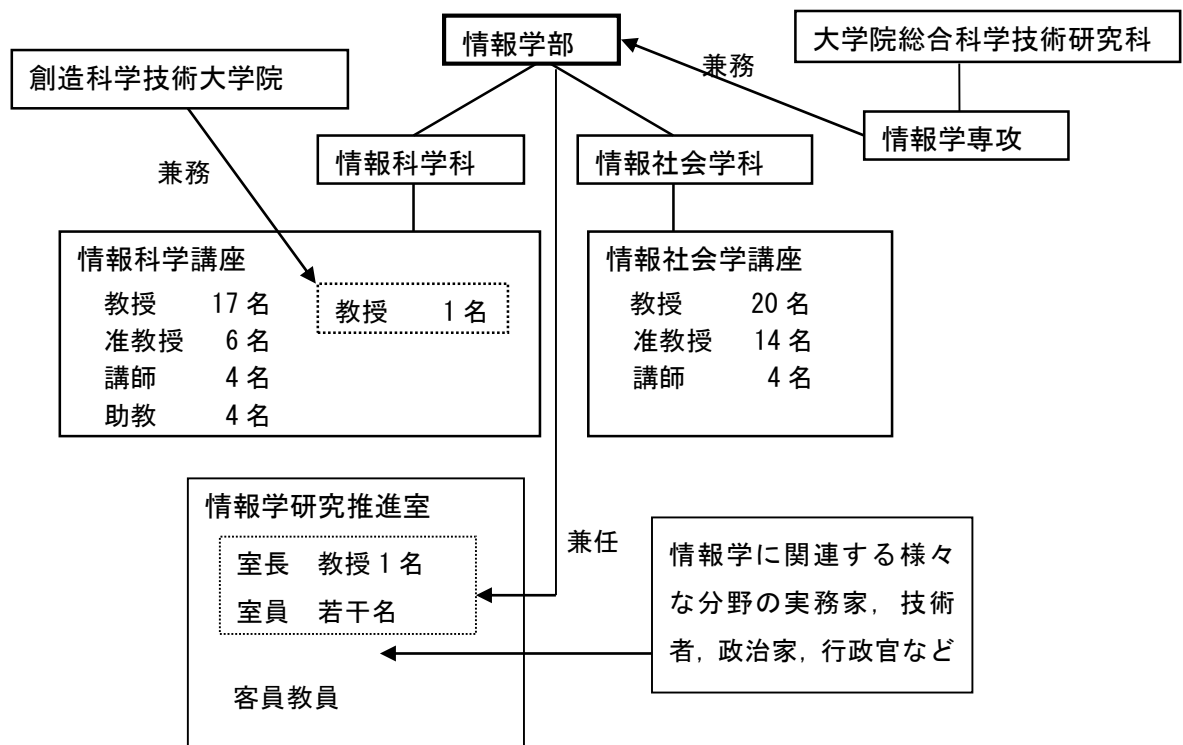 情報学部
大学院総合科学技術研究科
創造科学技術大学院
兼務
情報学専攻
兼務
情報科学科
情報社会学科
情報科学講座
教授 17名
准教授 6名
講師 4名
助教 4名
教授 1名
情報社会学講座
教授 20名
准教授 14名
講師 4名
情報学研究推進室
室長 教授1名
室員 若干名
客員教員
兼任
情報学に関連する様々
な分野の実務家，技術
者，政治家，行政官など